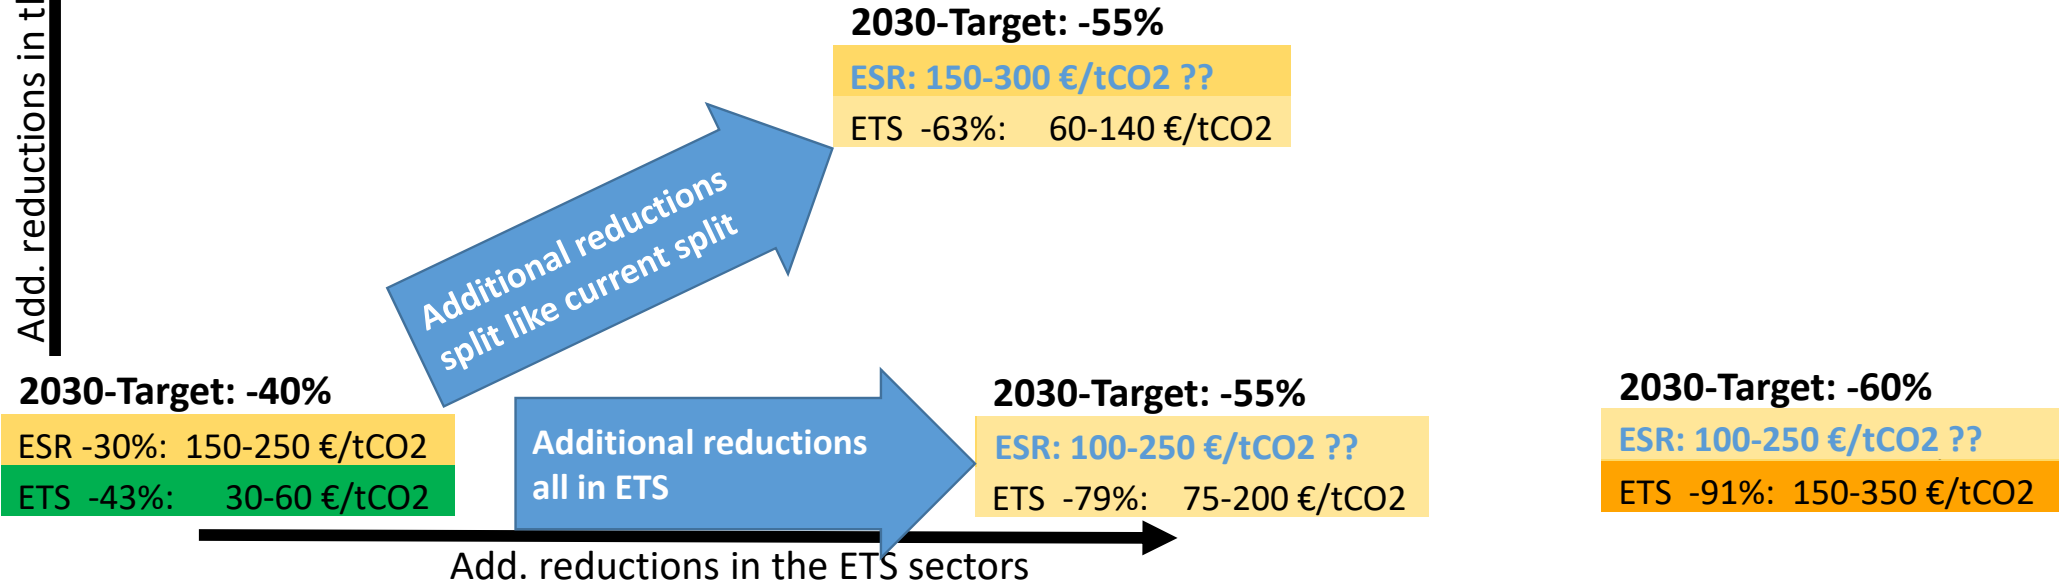 Add. reductions in
2030-Target: -55%
ESR: 150-300 €/tCO2 ??
ETS -63%: 60-140 €/tCO2
Additional reductions
split like current split
2030-Target: -40%
ESR -30%: 150-250 €/tCO2
ETS -43%: 30-60 €/tCO2
Additional reductions
all in ETS
2030-Target: -55%
ESR: 100-250 €/tCO2 ??
ETS -79%: 75-200 €/tCO2
2030-Target: -60%
ESR: 100-250 €/tCO2 ??
ETS -91%: 150-350 €/tCO2
Add. reductions in the ETS sectors